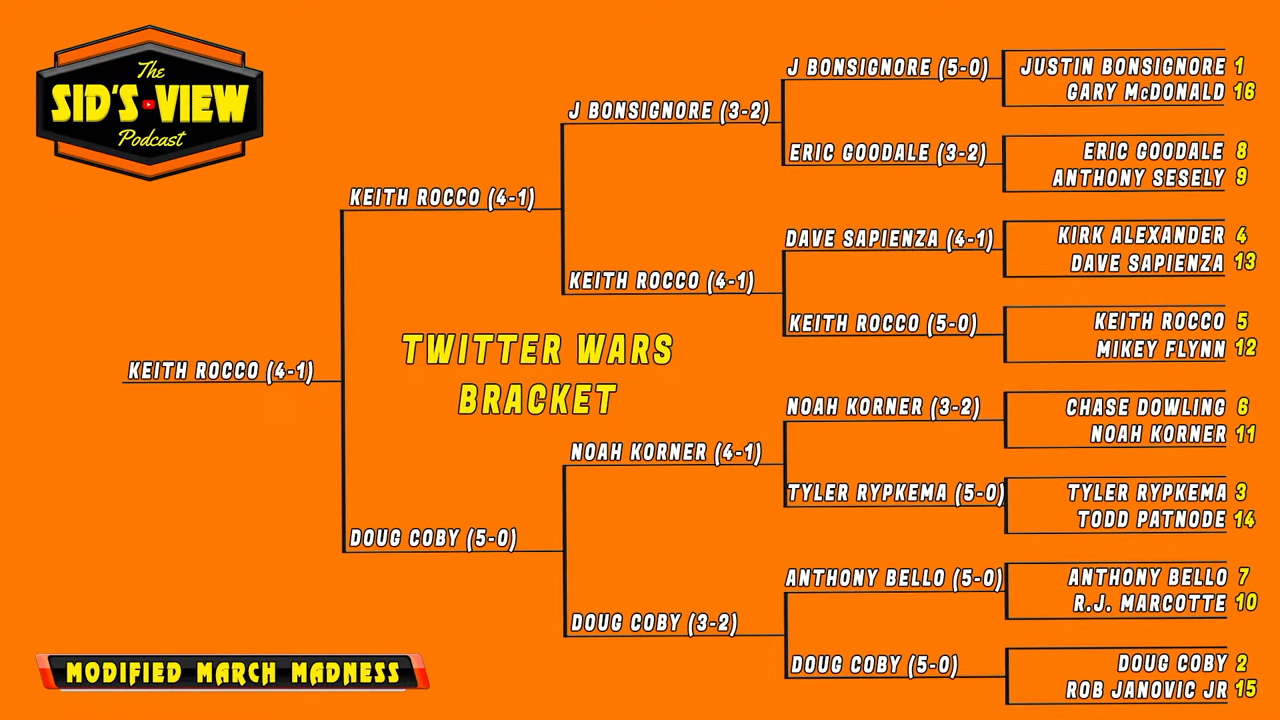 The
SID'S VIEW
Podcast
J BONSIGNORE (5-0)
JUSTIN BONSIGNORE 1
GARY McDONALD 16
J BONSIGNORE (3-2)
ERIC GOODALE (3-2)
ERIC GOODALE 8
ANTHONY SESELY 9
KEITH ROCCO (4-1)
DAVE SAPIENZA (4-1)
KIRK ALEXANDER 4
DAVE SAPIENZA 13
KEITH ROCCO (4-1)
KEITH ROCCO (5-0)
KEITH ROCCO 5
MIKEY FLYNN 12
TWITTER WARS
BRACKET
KEITH ROCCO (4-1)
NOAH KORNER (3-2)
CHASE DOWLING 6
NOAH KORNER 11
NOAH KORNER (4-1)
TYLER RYPKEMA (5-0)
TYLER RYPKEMA 3
TODD PATNODE 14
DOUG COBY (5-0)
ANTHONY BELLO (5-0)
ANTHONY BELLO 7
R.J. MARCOTTE 10
DOUG COBY (3-2)
DOUG COBY (5-0)
DOUG COBY 2
ROB JANOVIC JR 15
MODIFIED MARCH MADNESS